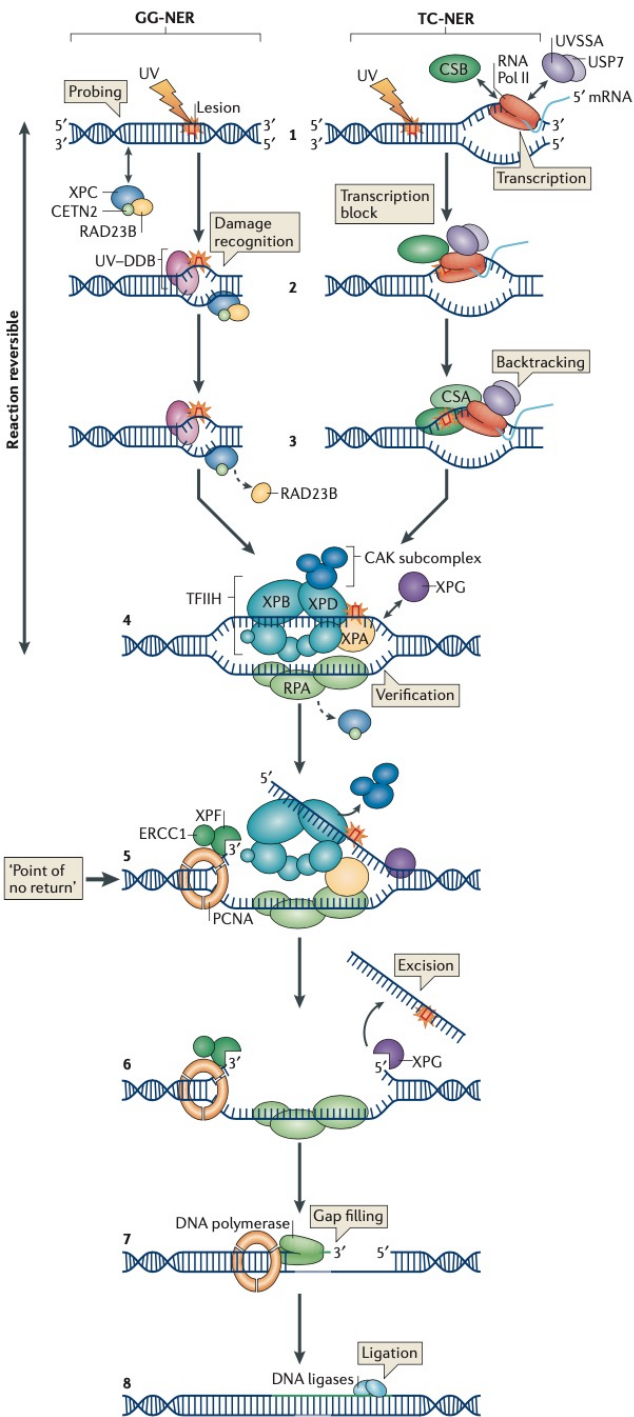 GG-NER
TC-NER
UV
Lesion
Probing
5′
3′
3′
5′
XPC
CETN2
RAD23B
1
UV
CSB
RNA
Pol II
UVSSA
USP7
5′ mRNA
5′
3′
3′
5′
Transcription
Reaction reversible
Damage
recognition
UV–DDB
2
Transcription
block
3
RAD23B
CSA
Backtracking
4
TFIIH
CAK subcomplex
XPB
XPD
XPA
XPG
RPA
Verification
5
5′
XPF
ERCC1
3′
PCNA
'Point of
no return'
6
Excision
3′
5′
XPG
7
DNA polymerase
Gap filling
3′
5′
8
DNA ligases
Ligation